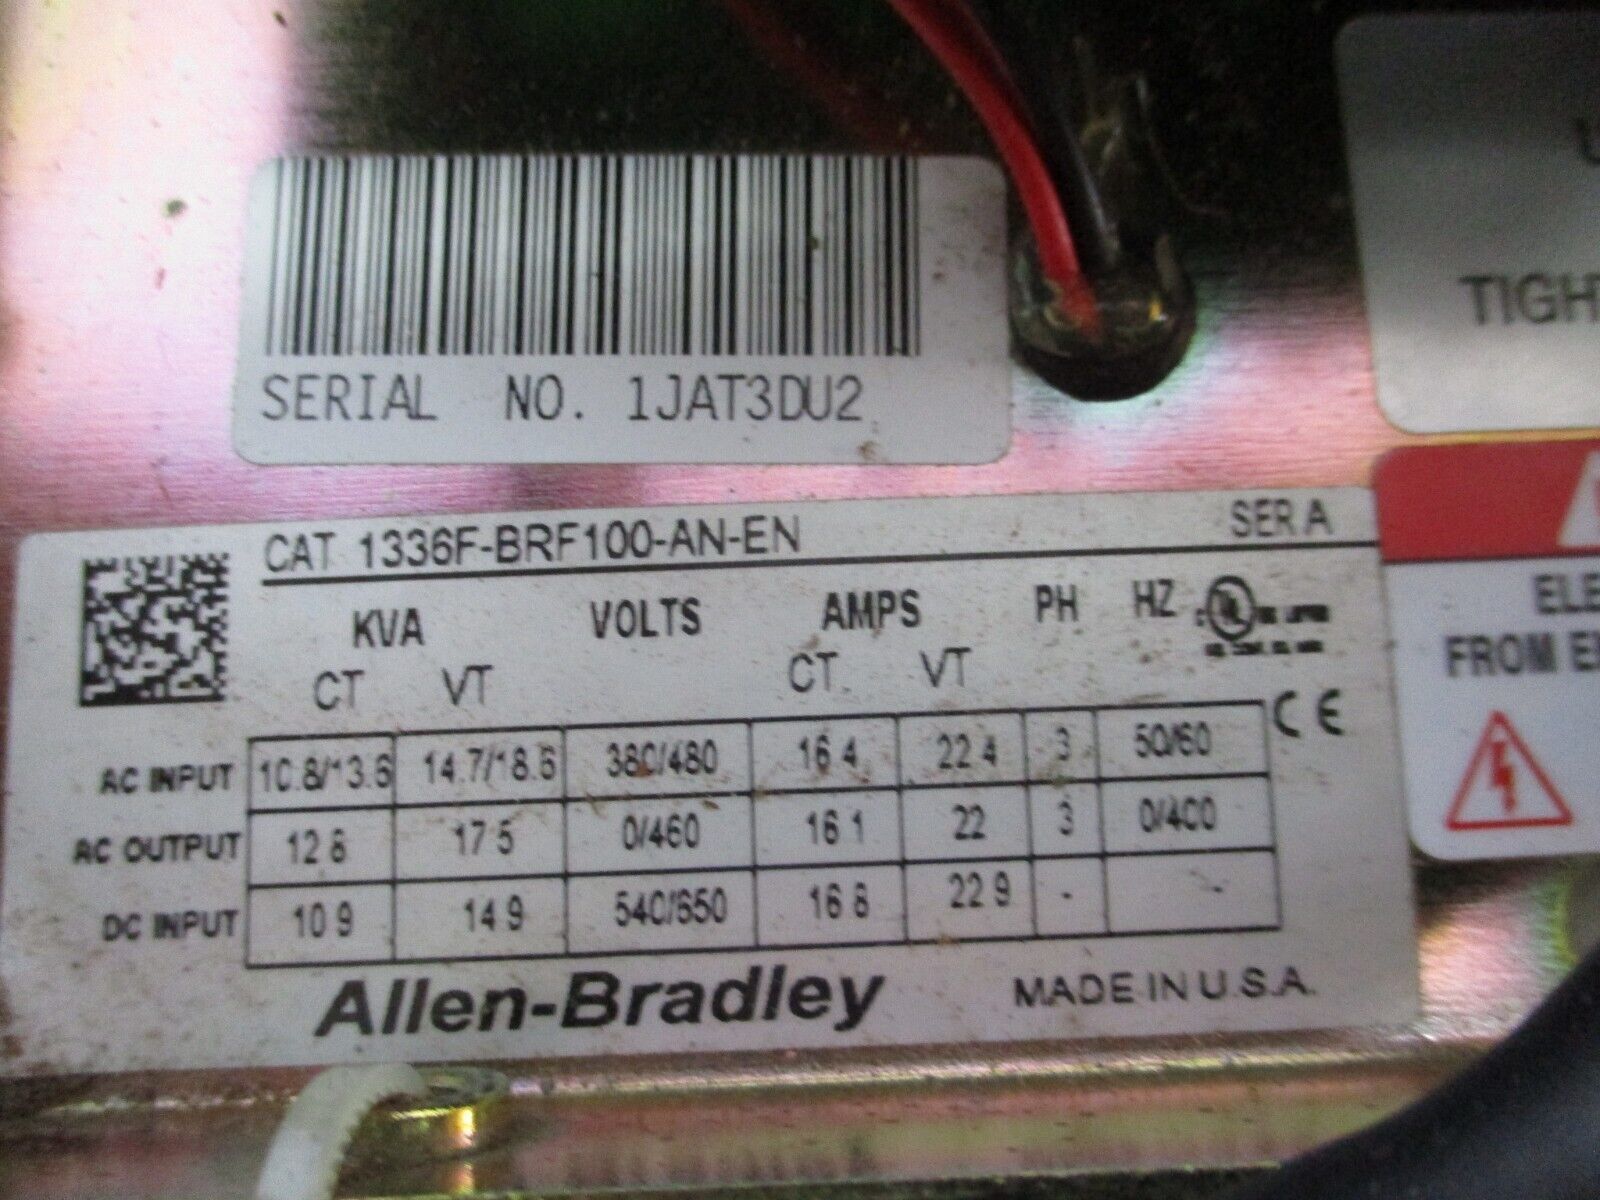 SERIAL NO. 1JAT3DU2
TIGH
CAT 1336F-BRF100-AN-EN SER A
KVA VOLTS AMPS PH HZ
CT VT CT VT
C UL US
CE
AC INPUT 10.8/13.6 14.7/18.6 380/480 16.4 22.4 3 50/60
AC OUTPUT 12.8 17.5 0/460 16.1 22 3 0/400
DC INPUT 10.9 14.9 540/650 16.8 22.9 - -
Allen-Bradley MADE IN U.S.A.
ELE
FROM E